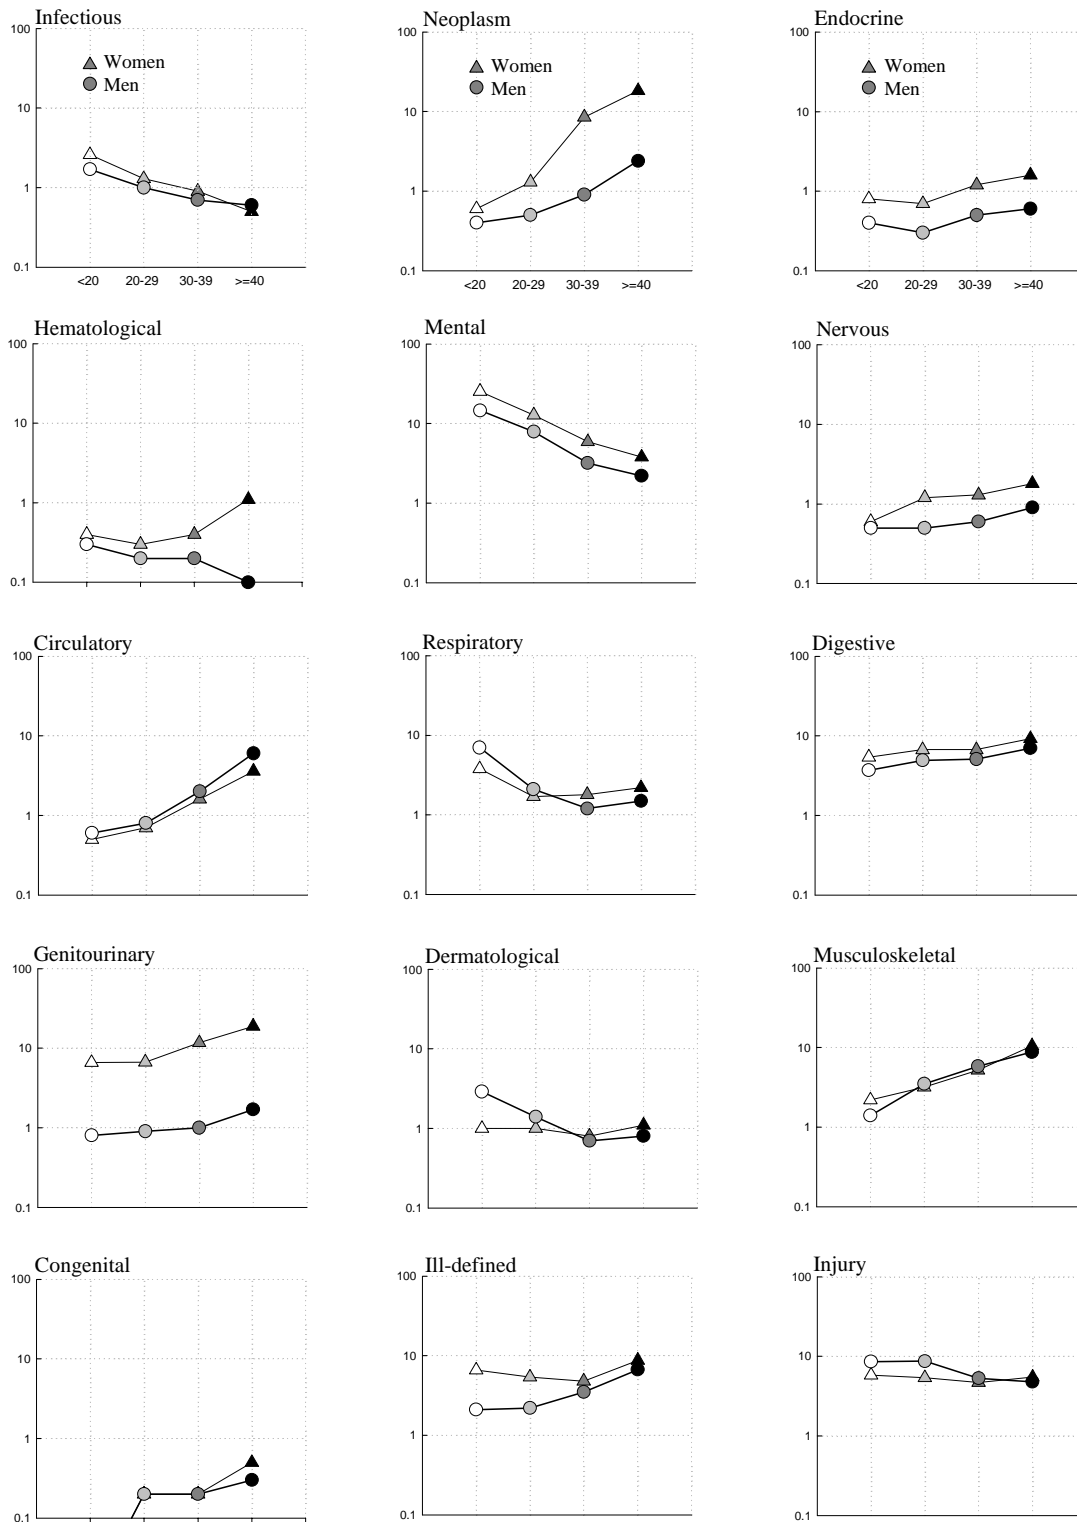 Infectious
100
Women
Men
10
1
0.1
<20 20-29 30-39 >=40
Neoplasm
100
Women
Men
10
1
0.1
<20 20-29 30-39 >=40
Endocrine
100
Women
Men
10
1
0.1
<20 20-29 30-39 >=40
Hematological
100
10
1
0.1
Mental
100
10
1
0.1
Nervous
100
10
1
0.1
Circulatory
100
10
1
0.1
Respiratory
100
10
1
0.1
Digestive
100
10
1
0.1
Genitourinary
100
10
1
0.1
Dermatological
100
10
1
0.1
Musculoskeletal
100
10
1
0.1
Congenital
100
10
1
0.1
Ill-defined
100
10
1
0.1
Injury
100
10
1
0.1